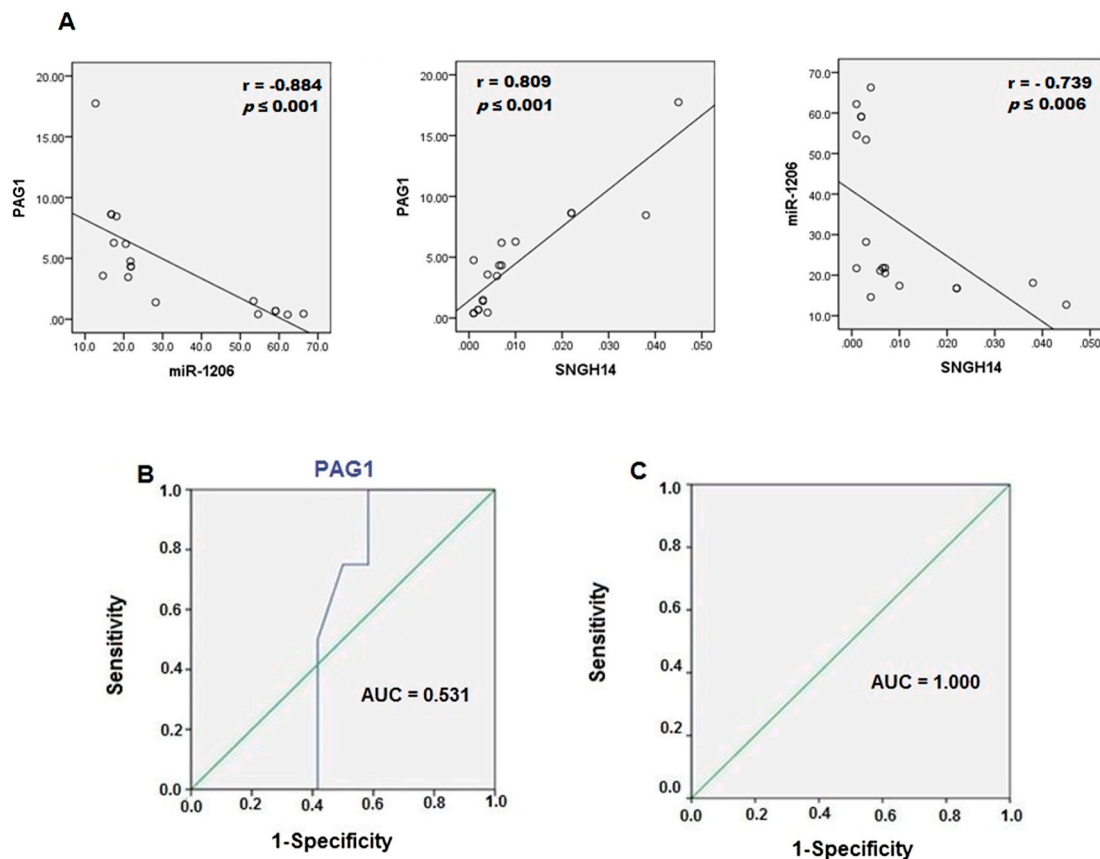 A
r = -0.884
p ≤ 0.001
20.00
15.00
10.00
5.00
.00
PAG1
10.0 20.0 30.0 40.0 50.0 60.0 70.0
miR-1206
r = 0.809
p ≤ 0.001
20.00
15.00
10.00
5.00
.00
PAG1
.000 .010 .020 .030 .040 .050
SNGH14
r = - 0.739
p ≤ 0.006
70.0
60.0
50.0
40.0
30.0
20.0
10.0
miR-1206
.000 .010 .020 .030 .040 .050
SNGH14
B
PAG1
1.0
0.8
0.6
0.4
0.2
0.0
Sensitivity
AUC = 0.531
0.0 0.2 0.4 0.6 0.8 1.0
1-Specificity
C
1.0
0.8
0.6
0.4
0.2
0.0
Sensitivity
AUC = 1.000
0.0 0.2 0.4 0.6 0.8 1.0
1-Specificity